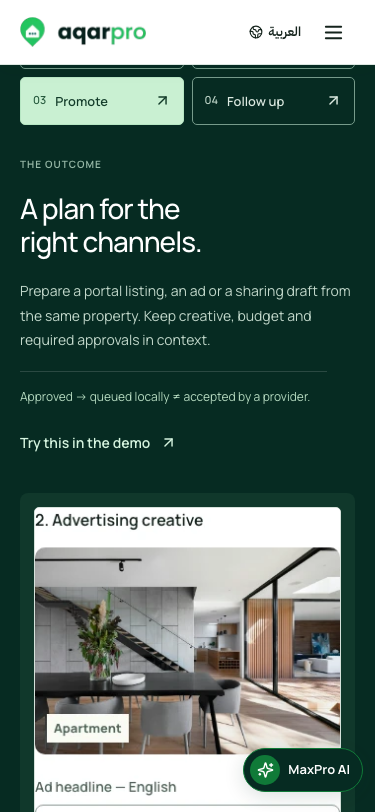 aqarpro
العربية
03 Promote
04 Follow up
THE OUTCOME
A plan for the
right channels.
Prepare a portal listing, an ad or a sharing draft from
the same property. Keep creative, budget and
required approvals in context.
Approved → queued locally ≠ accepted by a provider.
Try this in the demo
2. Advertising creative
Apartment
Ad headline — English
MaxPro AI